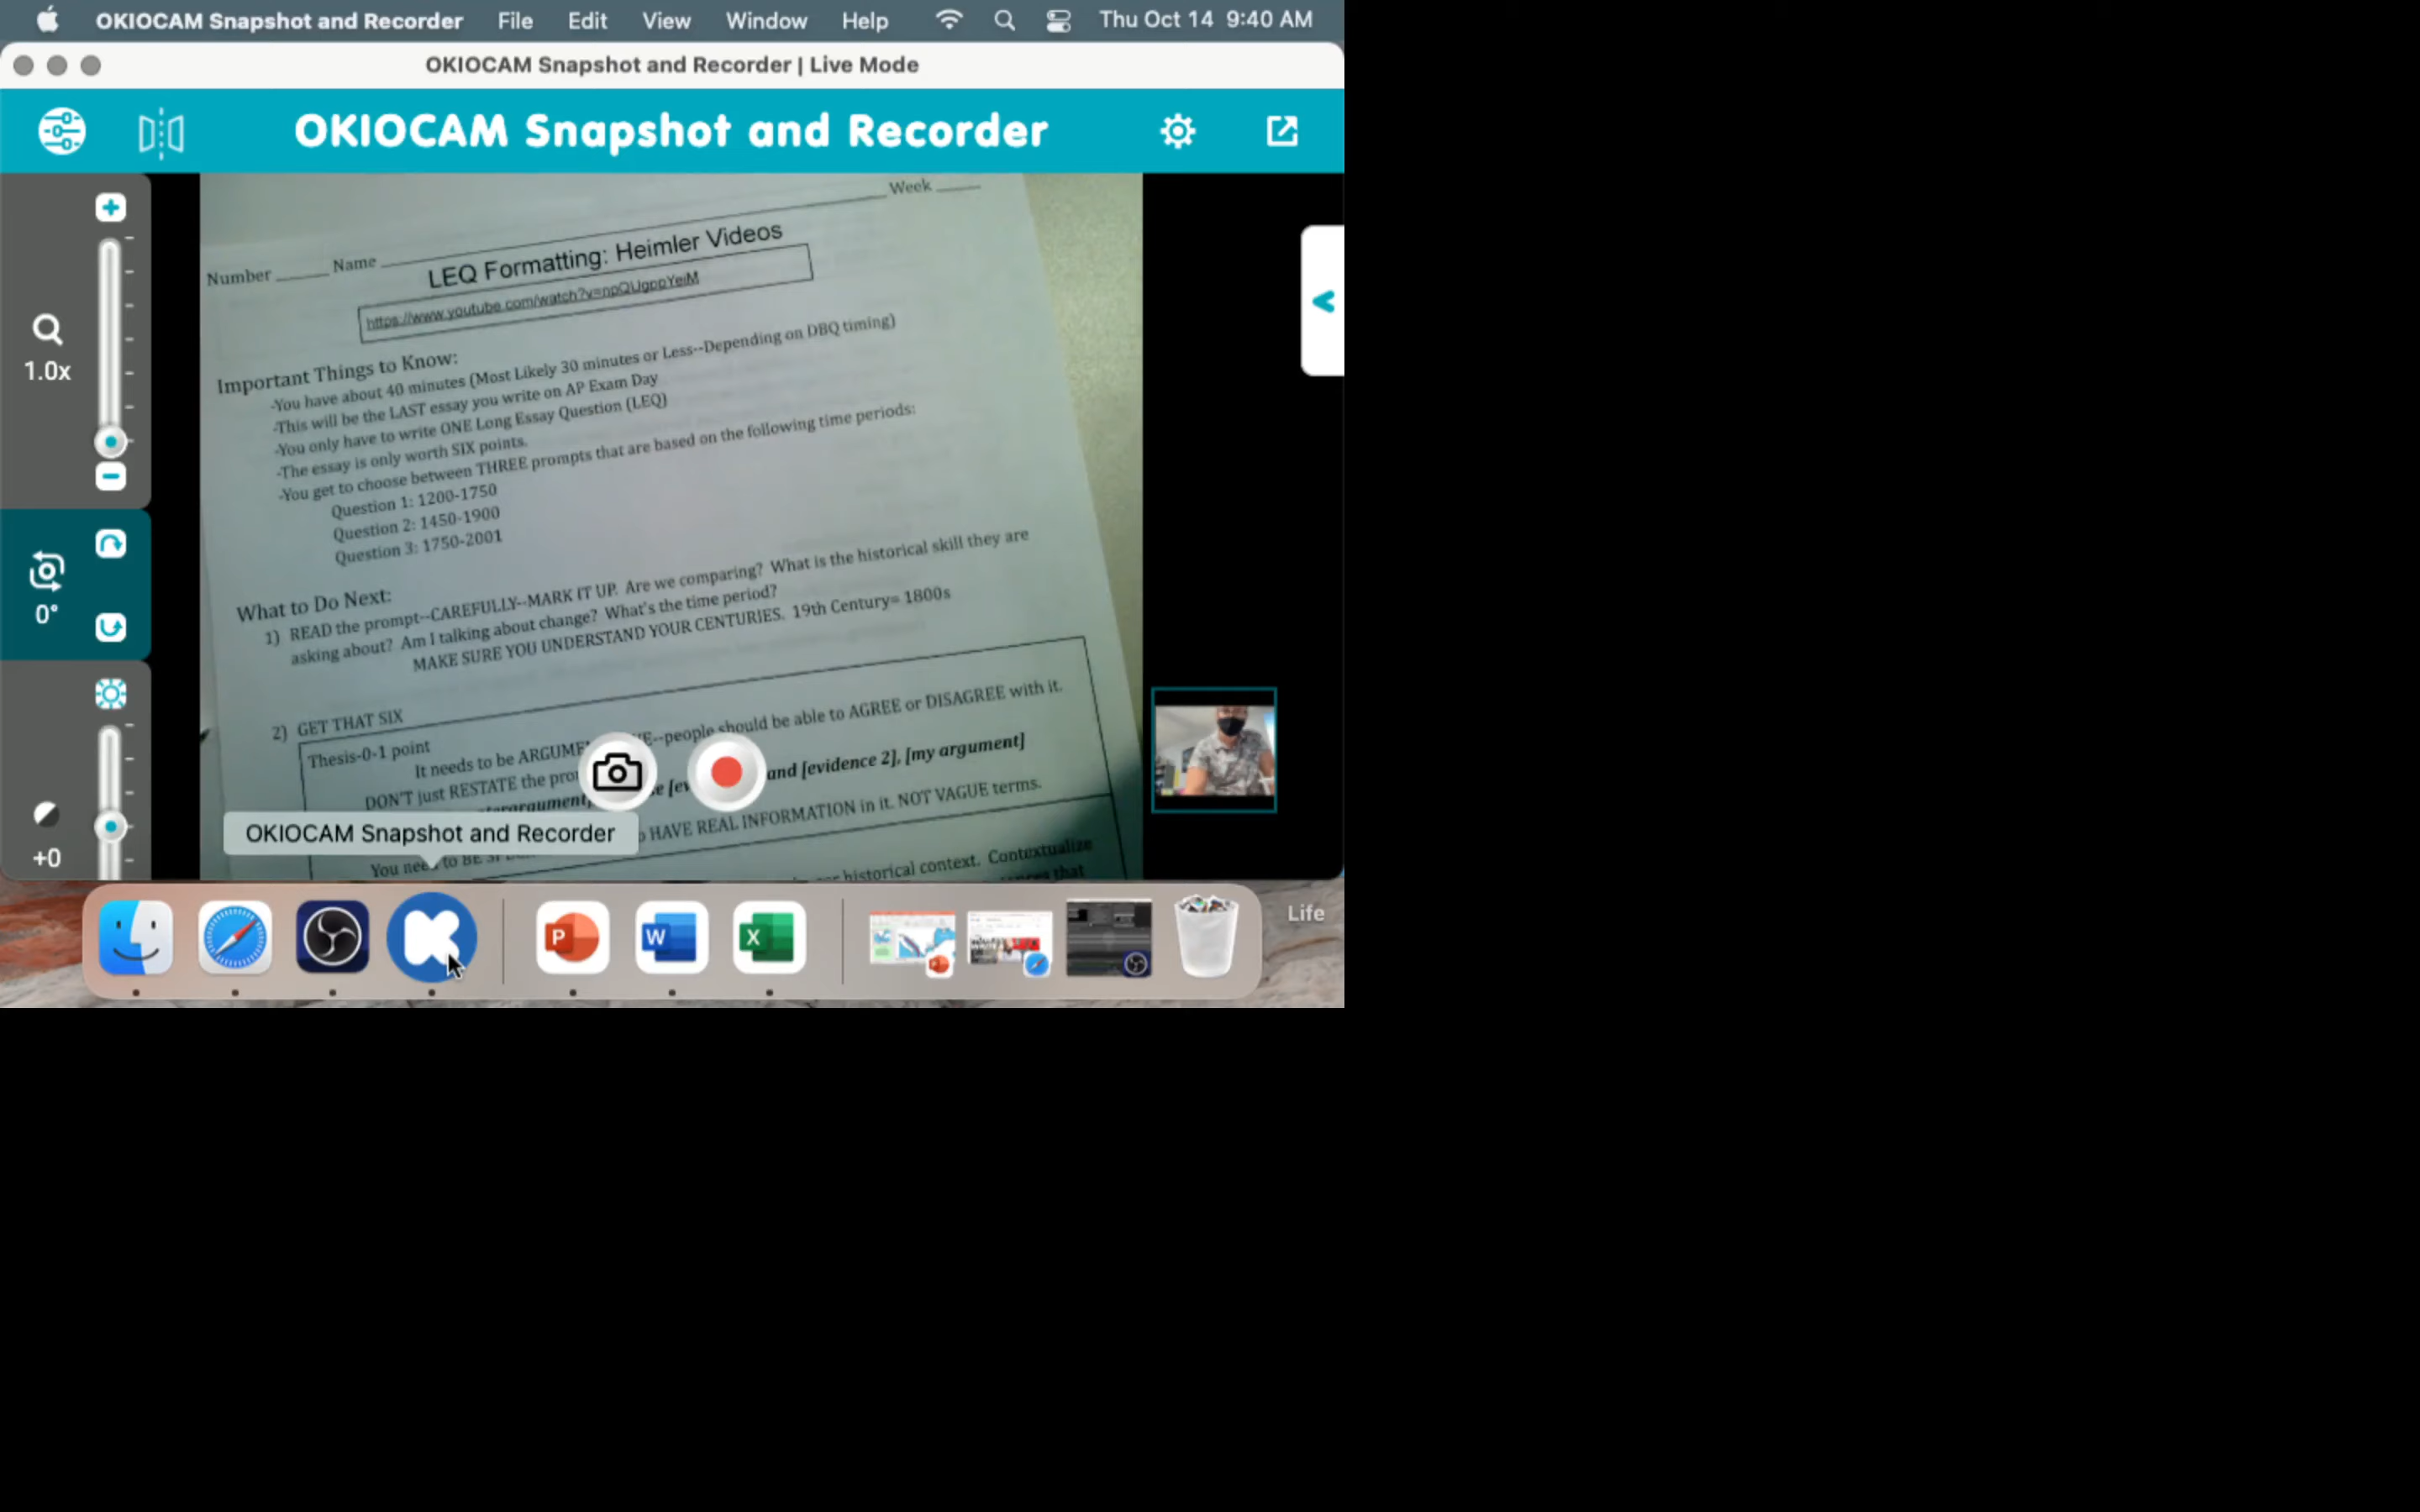 OKIOCAM Snapshot and Recorder File Edit View Window Help Thu Oct 14 9:40 AM
OKIOCAM Snapshot and Recorder | Live Mode
OKIOCAM Snapshot and Recorder
1.0x
0°
+0
Week
Number Name
LEQ Formatting: Heimler Videos
https://www.youtube.com/watch?v=
Important Things to Know:
-You have about 40 minutes (Most Likely 30 minutes or Less--Depending on DBQ timing)
-This will be the LAST essay you write on AP Exam Day
-You only have to write ONE Long Essay Question (LEQ)
-The essay is only worth SIX points.
-You get to choose between THREE prompts that are based on the following time periods:
Question 1: 1200-1750
Question 2: 1450-1900
Question 3: 1750-2001
What to Do Next:
1) READ the prompt--CAREFULLY--MARK IT UP. Are we comparing? What is the historical skill they are
asking about? Am I talking about change? What's the time period?
MAKE SURE YOU UNDERSTAND YOUR CENTURIES. 19th Century= 1800s
2) GET THAT SIX
Thesis-0-1 point
It needs to be --people should be able to AGREE or DISAGREE with it.
DON'T just RESTATE the
and [evidence 2], [my argument]
You need to BE HAVE REAL INFORMATION in it. NOT VAGUE terms.
historical context. Contextualize
that
OKIOCAM Snapshot and Recorder
P
W
X
Life